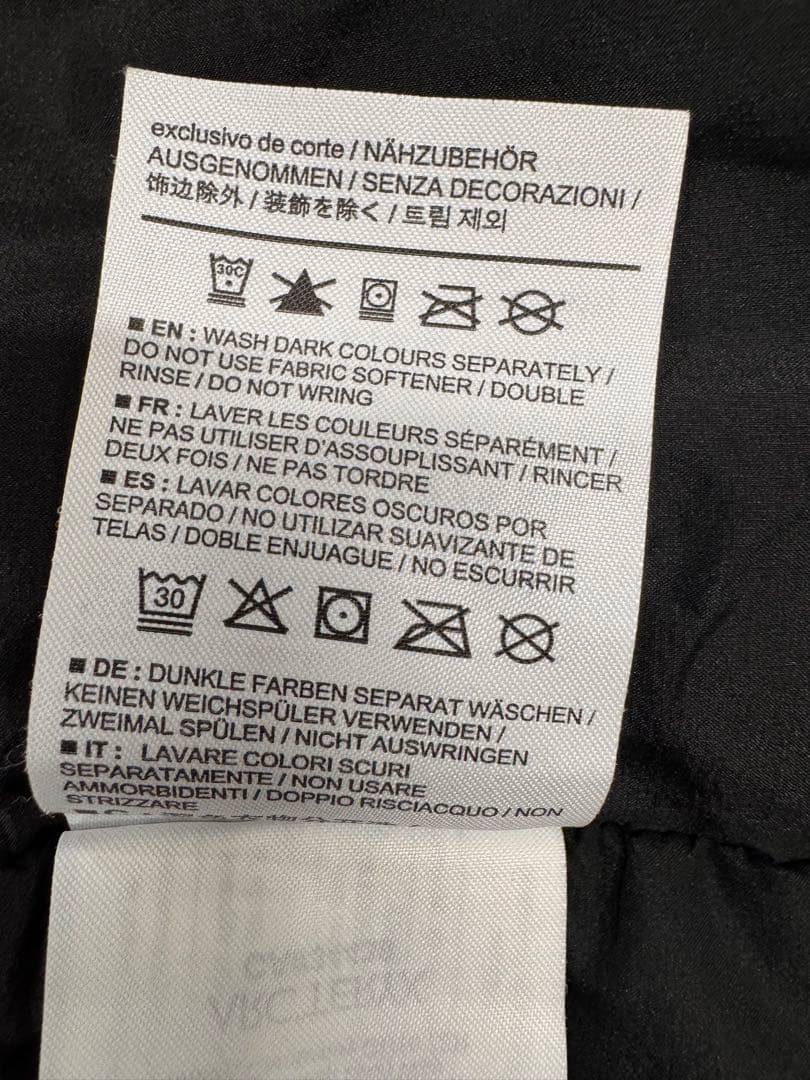 exclusivo de corte / NÄHZUBEHÖR
AUSGENOMMEN / SENZA DECORAZIONI /
饰边除外 / 装飾を除く / 트림 제외
30C
■ EN : WASH DARK COLOURS SEPARATELY /
DO NOT USE FABRIC SOFTENER / DOUBLE
RINSE / DO NOT WRING
■ FR : LAVER LES COULEURS SÉPARÉMENT /
NE PAS UTILISER D'ASSOUPLISSANT / RINCER
DEUX FOIS / NE PAS TORDRE
■ ES : LAVAR COLORES OSCUROS POR
SEPARADO / NO UTILIZAR SUAVIZANTE DE
TELAS / DOBLE ENJUAGUE / NO ESCURRIR
30
■ DE : DUNKLE FARBEN SEPARAT WÄSCHEN /
KEINEN WEICHSPÜLER VERWENDEN /
ZWEIMAL SPÜLEN / NICHT AUSWRINGEN
■ IT : LAVARE COLORI SCURI
SEPARATAMENTE / NON USARE
AMMORBIDENTI / DOPPIO RISCIACQUO / NON
STRIZZARE